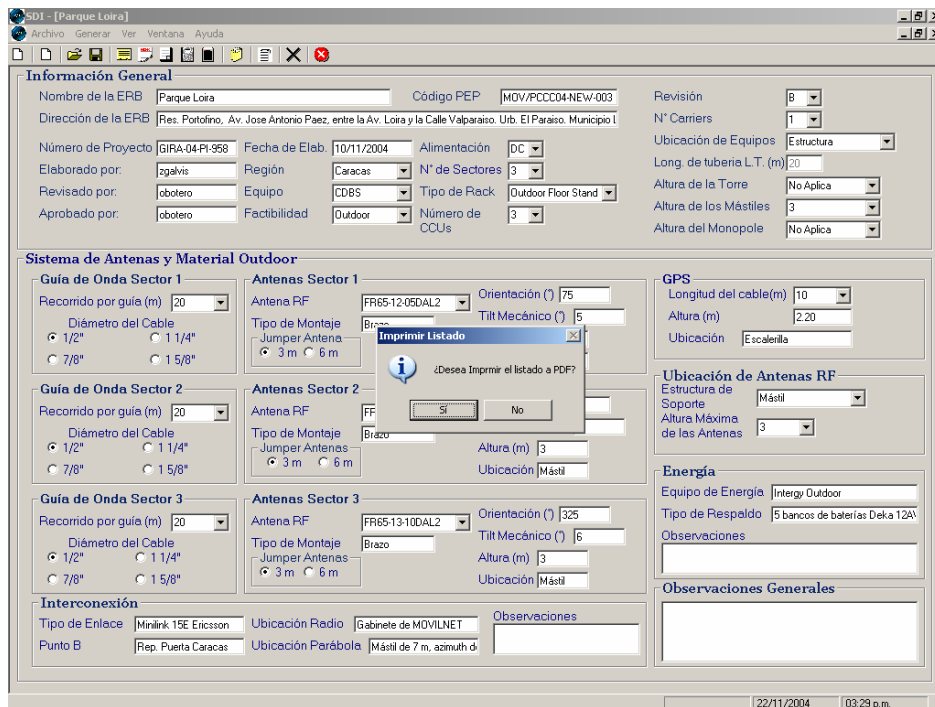 SDI - [Parque Loira]
Archivo Generar Ver Ventana Ayuda
Información General
Nombre de la ERB Parque Loira Código PEP MOV/PCCC04-NEW-003 Revisión B
Dirección de la ERB Res. Portofino, Av. Jose Antonio Paez, entre la Av. Loira y la Calle Valparaiso. Urb. El Paraiso. Municipio L N° Carriers 1
Número de Proyecto GIRA-04-PI-958 Fecha de Elab. 10/11/2004 Alimentación DC Ubicación de Equipos Estructura
Elaborado por: zgalvis Región Caracas N° de Sectores 3 Long. de tuberia L.T. (m) 20
Revisado por: obotero Equipo CDBS Tipo de Rack Outdoor Floor Stand Altura de la Torre No Aplica
Aprobado por: obotero Factibilidad Outdoor Número de CCUs 3 Altura de los Mástiles 3
Altura del Monopole No Aplica
Sistema de Antenas y Material Outdoor
Guía de Onda Sector 1
Recorrido por guía (m) 20
Diámetro del Cable
1/2" 1 1/4"
7/8" 1 5/8"
Antenas Sector 1
Antena RF FR65-12-05DAL2 Orientación (°) 75
Tipo de Montaje Brazo Tilt Mecánico (°) 5
Jumper Antena
3 m 6 m
GPS
Longitud del cable(m) 10
Altura (m) 2.20
Ubicación Escalerilla
Imprimir Listado
¿Desea Imprmir el listado a PDF?
Sí No
Guía de Onda Sector 2
Recorrido por guía (m) 20
Diámetro del Cable
1/2" 1 1/4"
7/8" 1 5/8"
Antenas Sector 2
Antena RF
Tipo de Montaje Brazo
Jumper Antenas
3 m 6 m
Altura (m) 3
Ubicación Mástil
Ubicación de Antenas RF
Estructura de Soporte Mástil
Altura Máxima de las Antenas 3
Guía de Onda Sector 3
Recorrido por guía (m) 20
Diámetro del Cable
1/2" 1 1/4"
7/8" 1 5/8"
Antenas Sector 3
Antena RF FR65-13-10DAL2 Orientación (°) 325
Tipo de Montaje Brazo Tilt Mecánico (°) 6
Jumper Antenas
3 m 6 m
Altura (m) 3
Ubicación Mástil
Energía
Equipo de Energía Intergy Outdoor
Tipo de Respaldo 5 bancos de baterías Deka 12A
Observaciones
Interconexión
Tipo de Enlace Minilink 15E Ericsson Ubicación Radio Gabinete de MOVILNET Observaciones
Punto B Rep. Puerta Caracas Ubicación Parábola Mástil de 7 m, azimuth d
Observaciones Generales
22/11/2004 03:29 p.m.